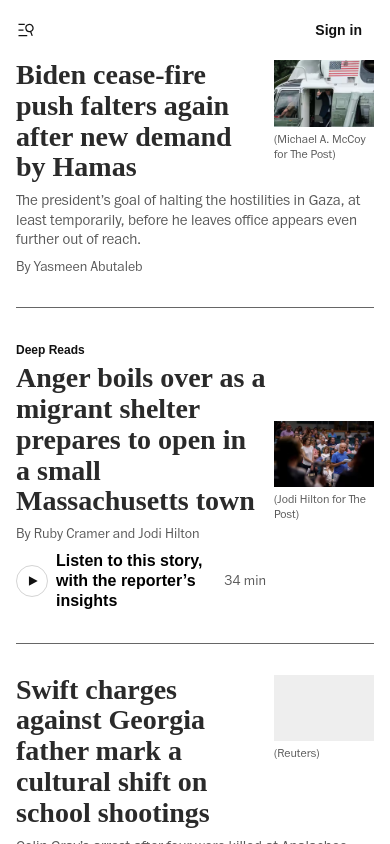 Sign in
Biden cease-fire
push falters again
after new demand
by Hamas
(Michael A. McCoy
for The Post)
The president's goal of halting the hostilities in Gaza, at
least temporarily, before he leaves office appears even
further out of reach.
By Yasmeen Abutaleb
Deep Reads
Anger boils over as a
migrant shelter
prepares to open in
a small
Massachusetts town
(Jodi Hilton for The
Post)
By Ruby Cramer and Jodi Hilton
Listen to this story,
with the reporter’s
insights
34 min
Swift charges
against Georgia
father mark a
cultural shift on
school shootings
(Reuters)